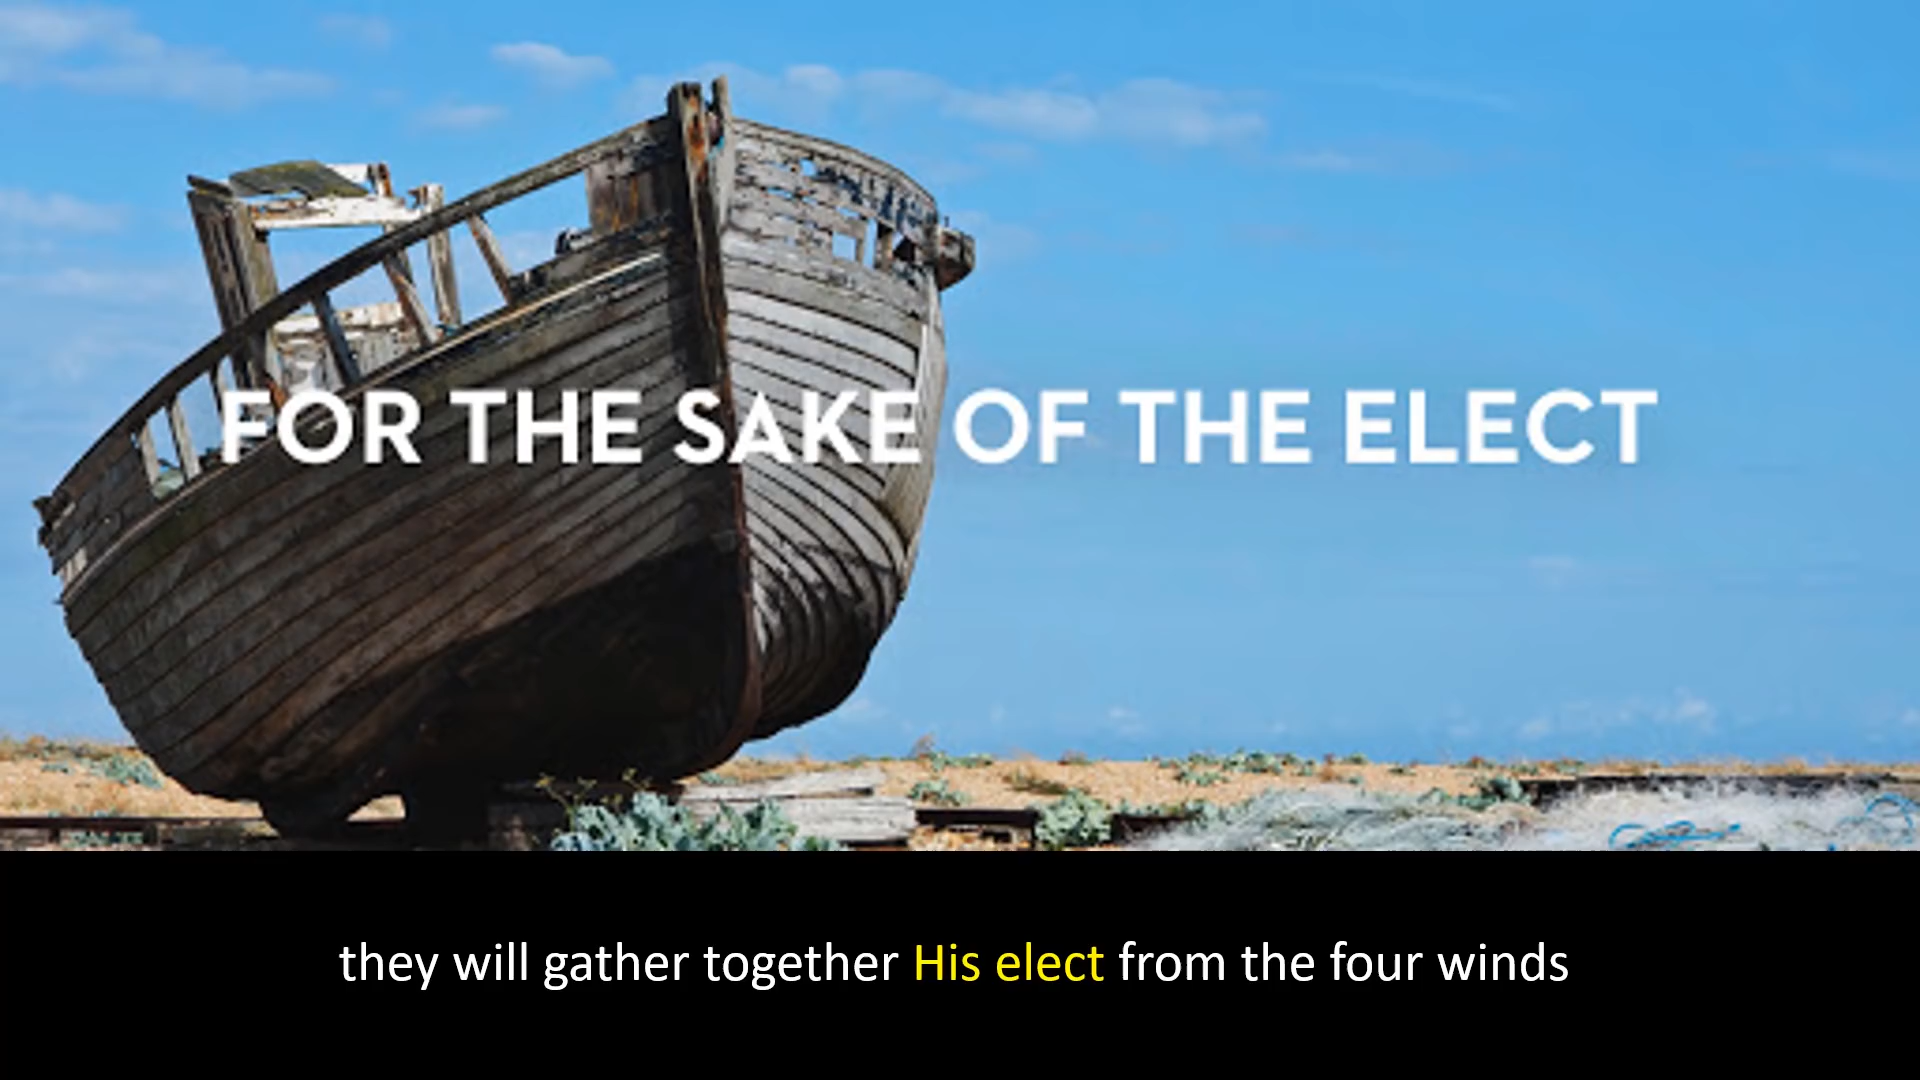 FOR THE SAKE OF THE ELECT
they will gather together His elect from the four winds